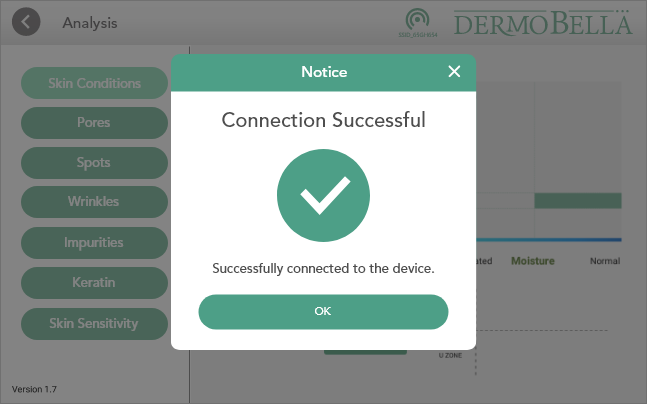 Analysis
DERMOBELLA
Notice
Skin Conditions
Connection Successful
Pores
Spots
Wrinkles
Impurities
Moisture
Normal
Successfully connected to the device.
Keratin
OK
Skin Sensitivity
U ZONE
Version 1.7